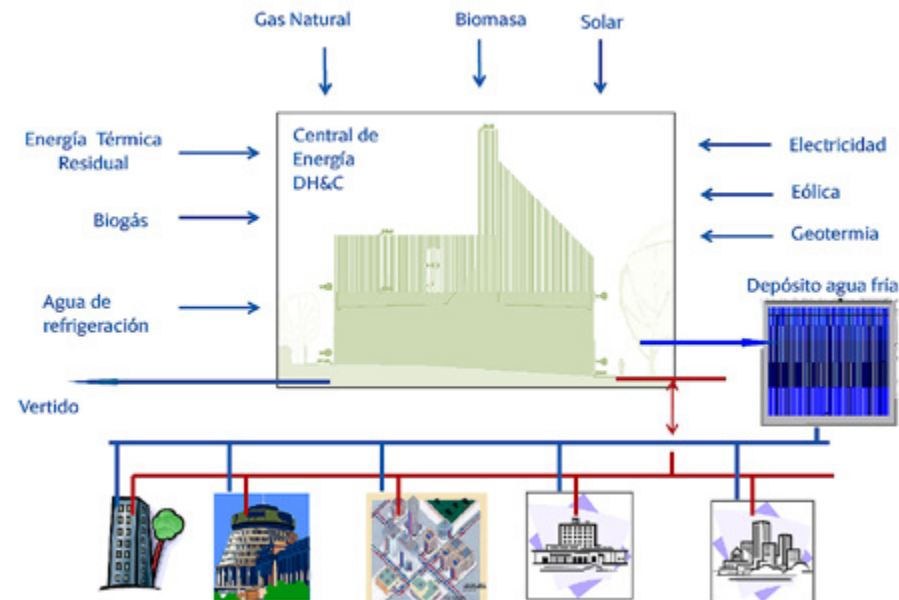 Gas Natural
Biomasa
Solar
Energía Térmica
Residual
Central de
Energía
DH&C
Electricidad
Biogás
Eólica
Geotermia
Agua de
refrigeración
Depósito agua fría
Vertido